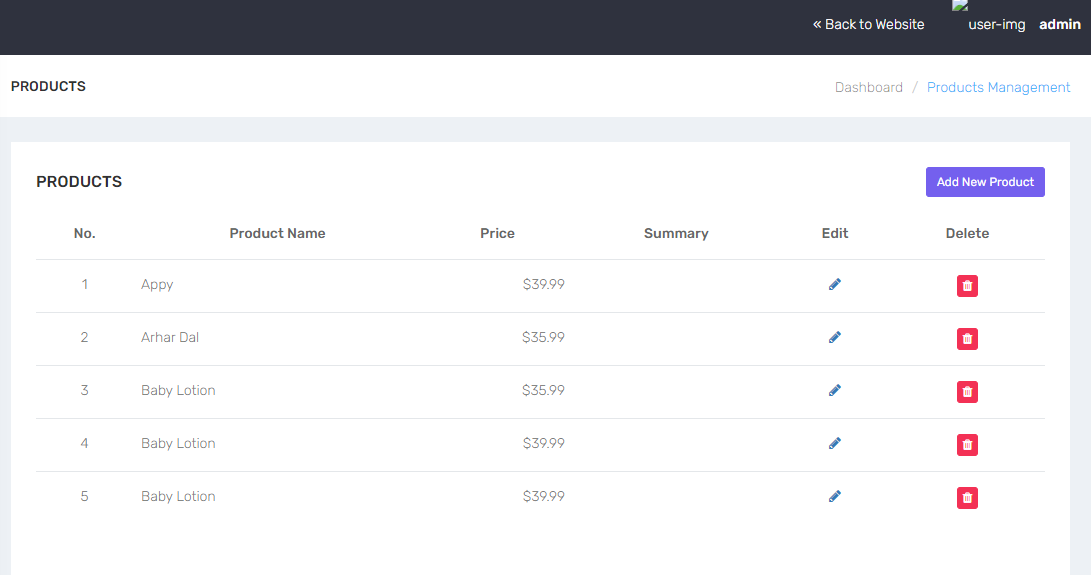 « Back to Website user-img admin
PRODUCTS Dashboard / Products Management
PRODUCTS Add New Product
No. Product Name Price Summary Edit Delete
1 Appy $39.99
2 Arhar Dal $35.99
3 Baby Lotion $35.99
4 Baby Lotion $39.99
5 Baby Lotion $39.99